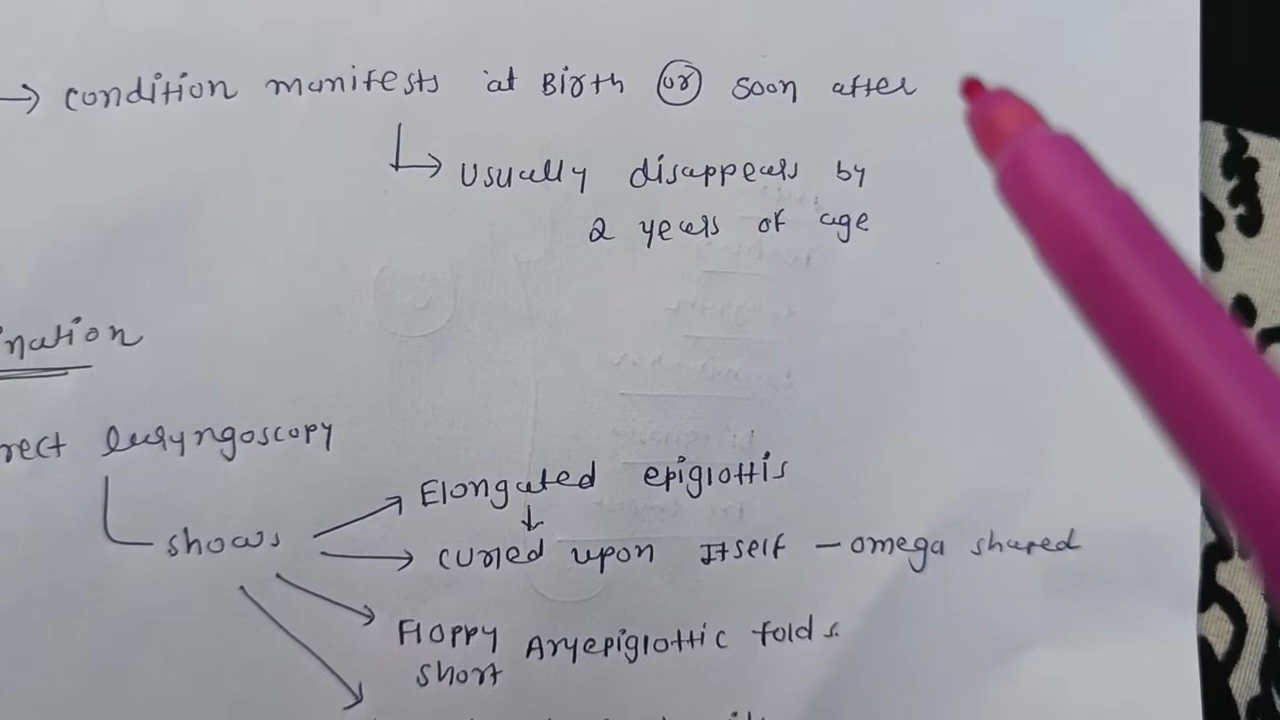 → condition manifests at Birth or soon after
↳ usually disappears by
2 years of age
ination
rect laryngoscopy
shows → Elongated epiglottis
↓
→ curled upon Itself - omega shaped
→ Floppy Aryepiglottic folds.
short